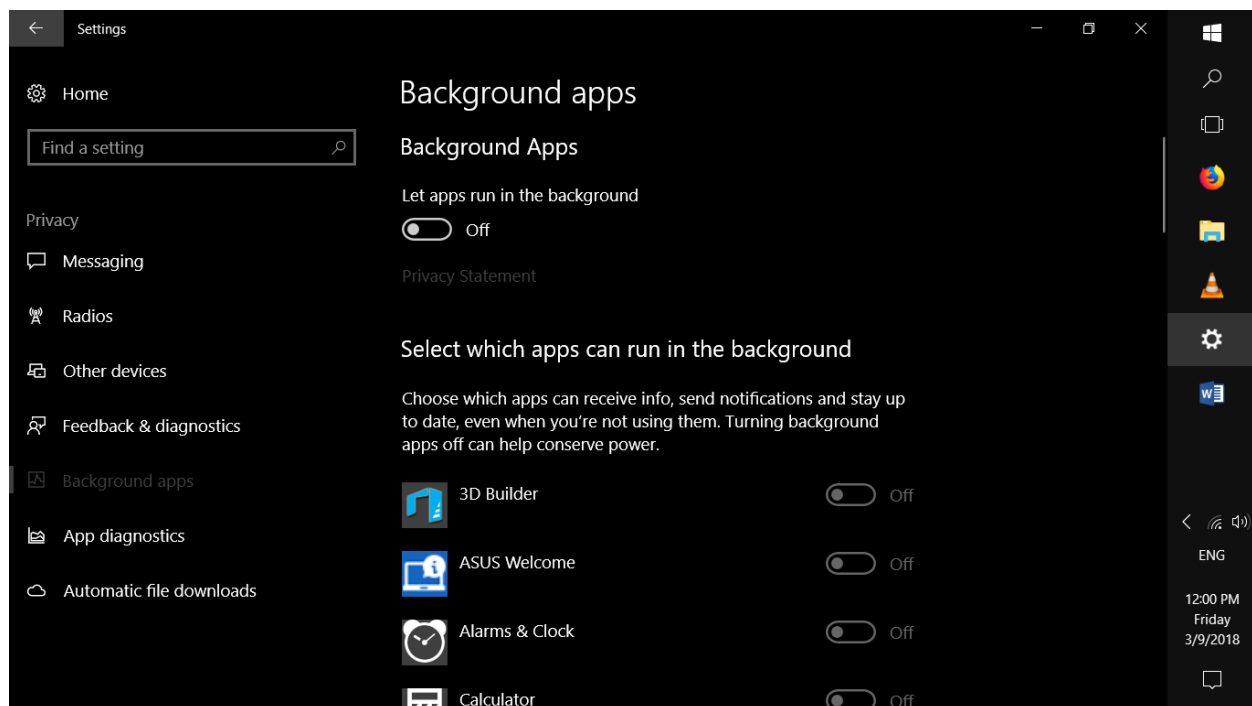 Settings
Home
Find a setting
Privacy
Messaging
Radios
Other devices
Feedback & diagnostics
Background apps
App diagnostics
Automatic file downloads
Background apps
Background Apps
Let apps run in the background
Off
Privacy Statement
Select which apps can run in the background
Choose which apps can receive info, send notifications and stay up
to date, even when you're not using them. Turning background
apps off can help conserve power.
3D Builder Off
ASUS Welcome Off
Alarms & Clock Off
Calculator Off
W
ENG
12:00 PM
Friday
3/9/2018